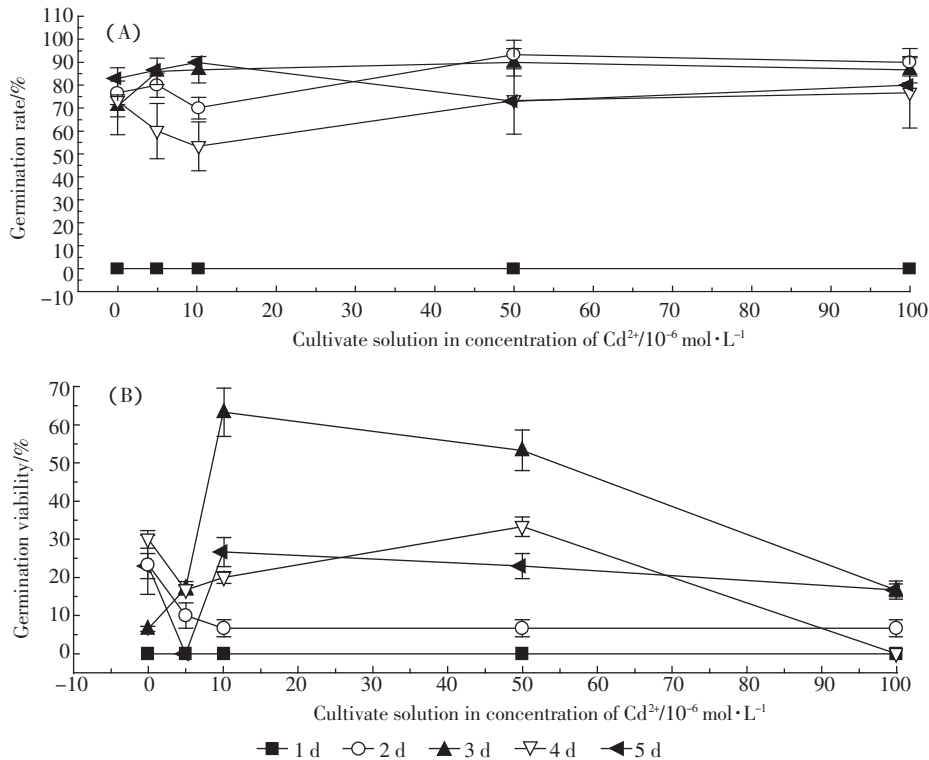 (A)
Germination rate/%
110
100
90
80
70
60
50
40
30
20
10
0
−10
0 10 20 30 40 50 60 70 80 90 100
Cultivate solution in concentration of Cd²⁺/10⁻⁶ mol·L⁻¹
(B)
Germination viability/%
70
60
50
40
30
20
10
0
−10 0 10 20 30 40 50 60 70 80 90 100
Cultivate solution in concentration of Cd²⁺/10⁻⁶ mol·L⁻¹
1 d 2 d 3 d 4 d 5 d